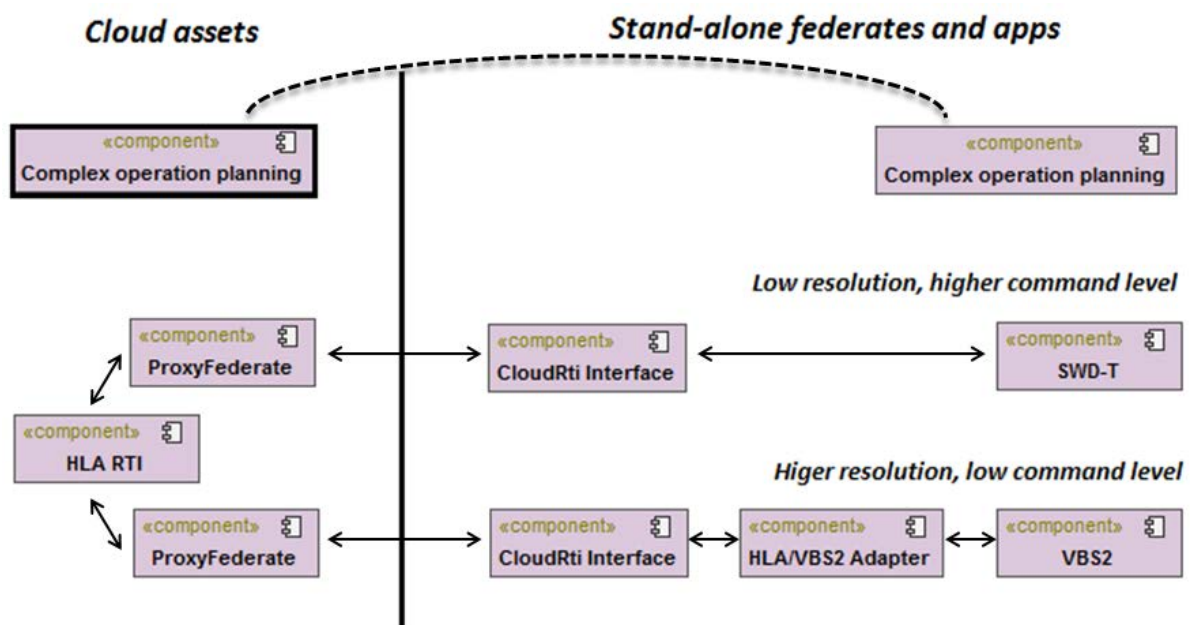 Cloud assets
Stand-alone federates and apps
«component»
Complex operation planning
«component»
Complex operation planning
Low resolution, higher command level
«component»
ProxyFederate
«component»
CloudRti Interface
«component»
SWD-T
«component»
HLA RTI
Higer resolution, low command level
«component»
ProxyFederate
«component»
CloudRti Interface
«component»
HLA/VBS2 Adapter
«component»
VBS2